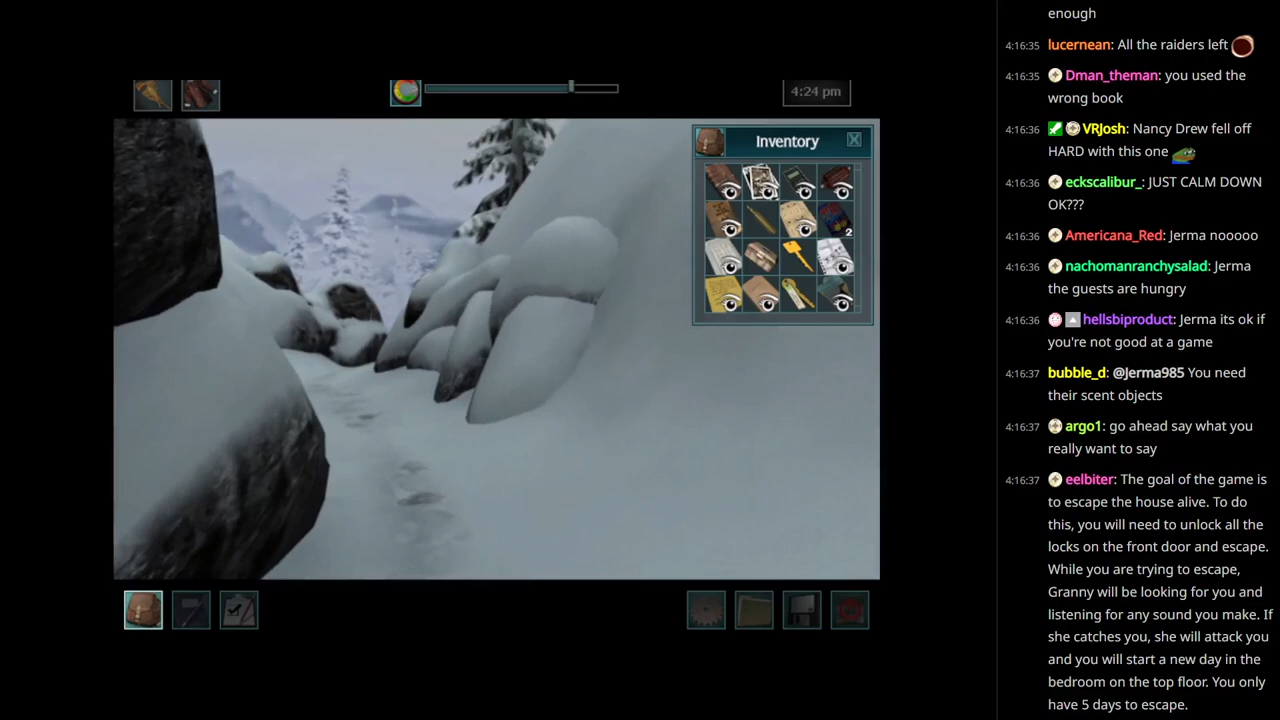 4:24 pm
Inventory
2
enough
4:16:35 lucernean: All the raiders left
4:16:35 Dman_theman: you used the
wrong book
4:16:36 VRJosh: Nancy Drew fell off
HARD with this one
4:16:36 eckscalibur_: JUST CALM DOWN
OK???
4:16:36 Americana_Red: Jerma nooooo
4:16:36 nachomanranchysalad: Jerma
the guests are hungry
4:16:36 hellsbiproduct: Jerma its ok if
you're not good at a game
4:16:37 bubble_d: @Jerma985 You need
their scent objects
4:16:37 argo1: go ahead say what you
really want to say
4:16:37 eelbiter: The goal of the game is
to escape the house alive. To do
this, you will need to unlock all the
locks on the front door and escape.
While you are trying to escape,
Granny will be looking for you and
listening for any sound you make. If
she catches you, she will attack you
and you will start a new day in the
bedroom on the top floor. You only
have 5 days to escape.